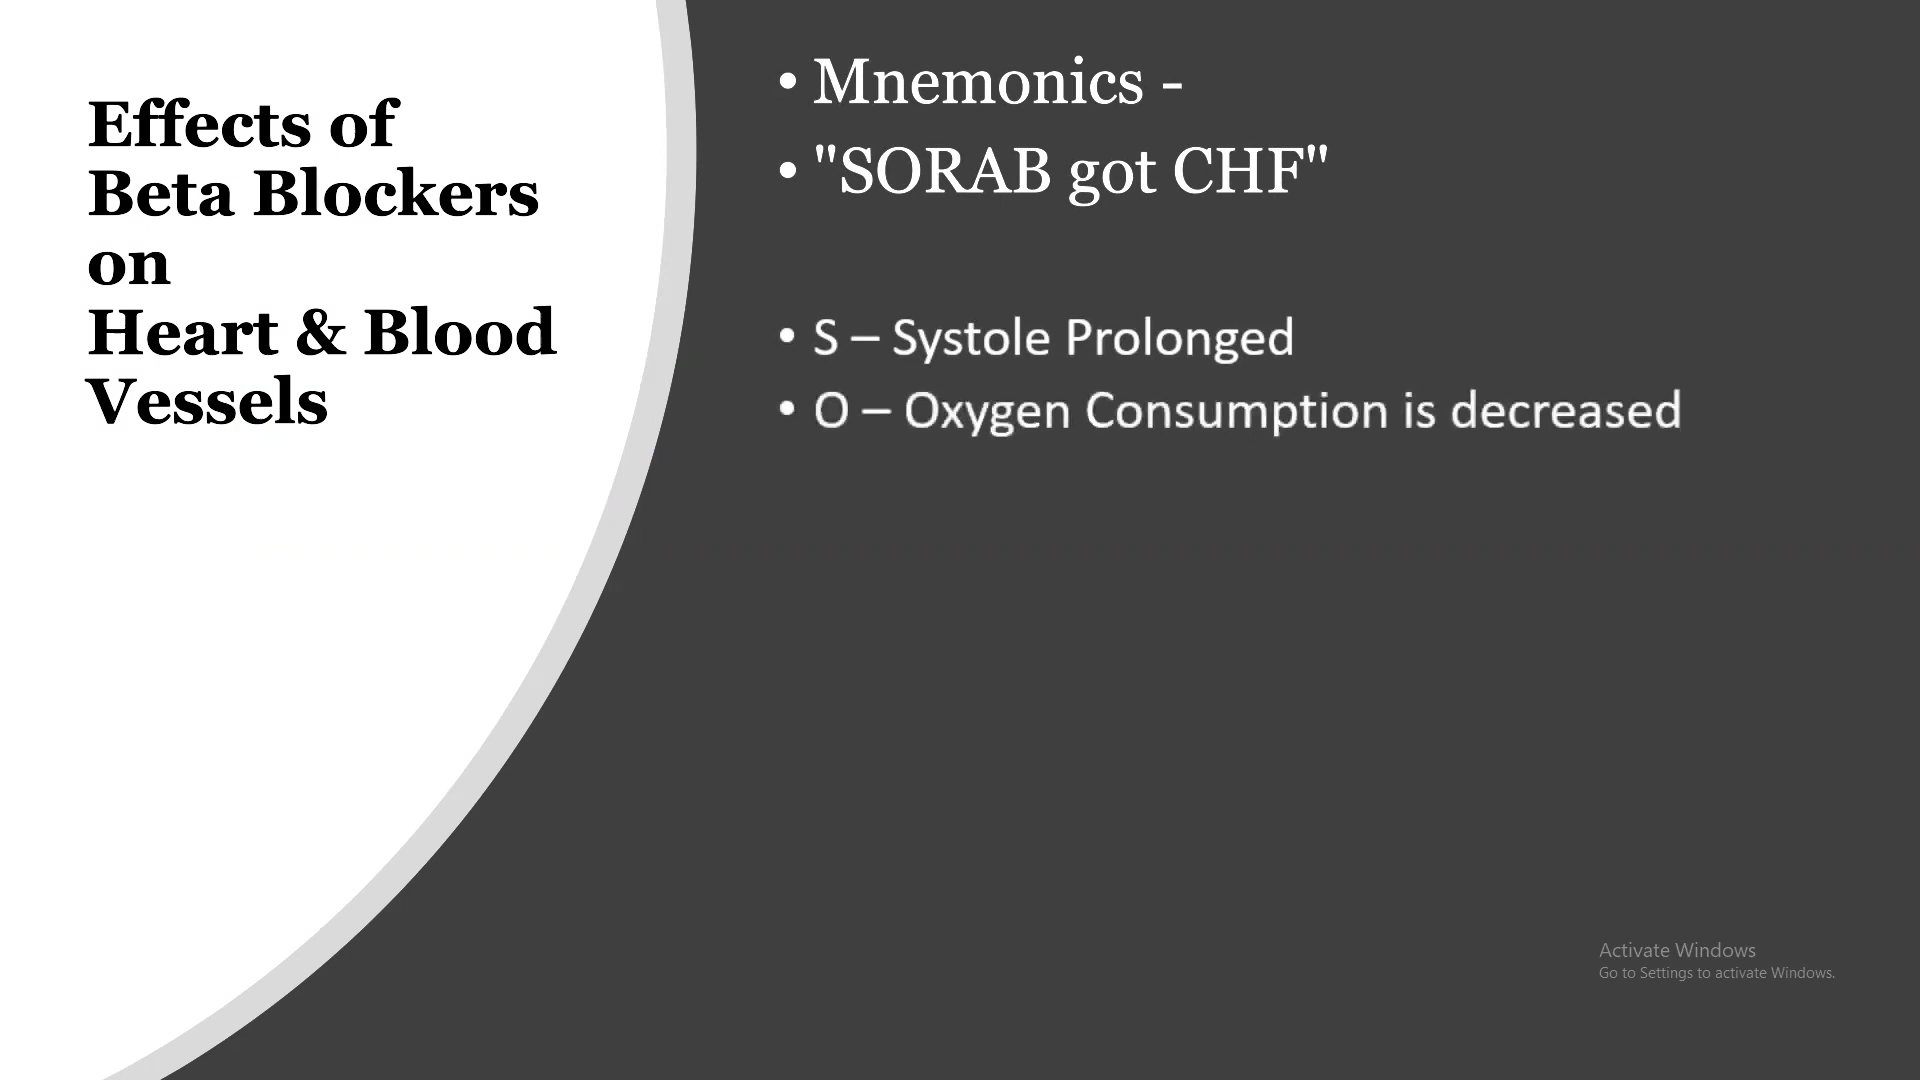 Effects of
Beta Blockers
on
Heart & Blood
Vessels
• Mnemonics -
• "SORAB got CHF"
• S – Systole Prolonged
• O – Oxygen Consumption is decreased
Activate Windows
Go to Settings to activate Windows.